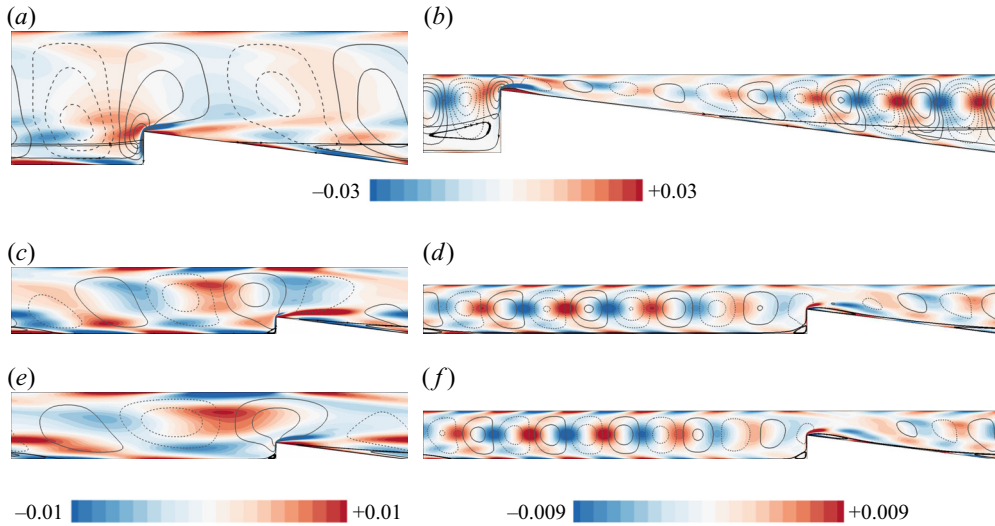 (a)
(b)
–0.03
+0.03
(c)
(d)
(e)
(f)
–0.01
+0.01
–0.009
+0.009